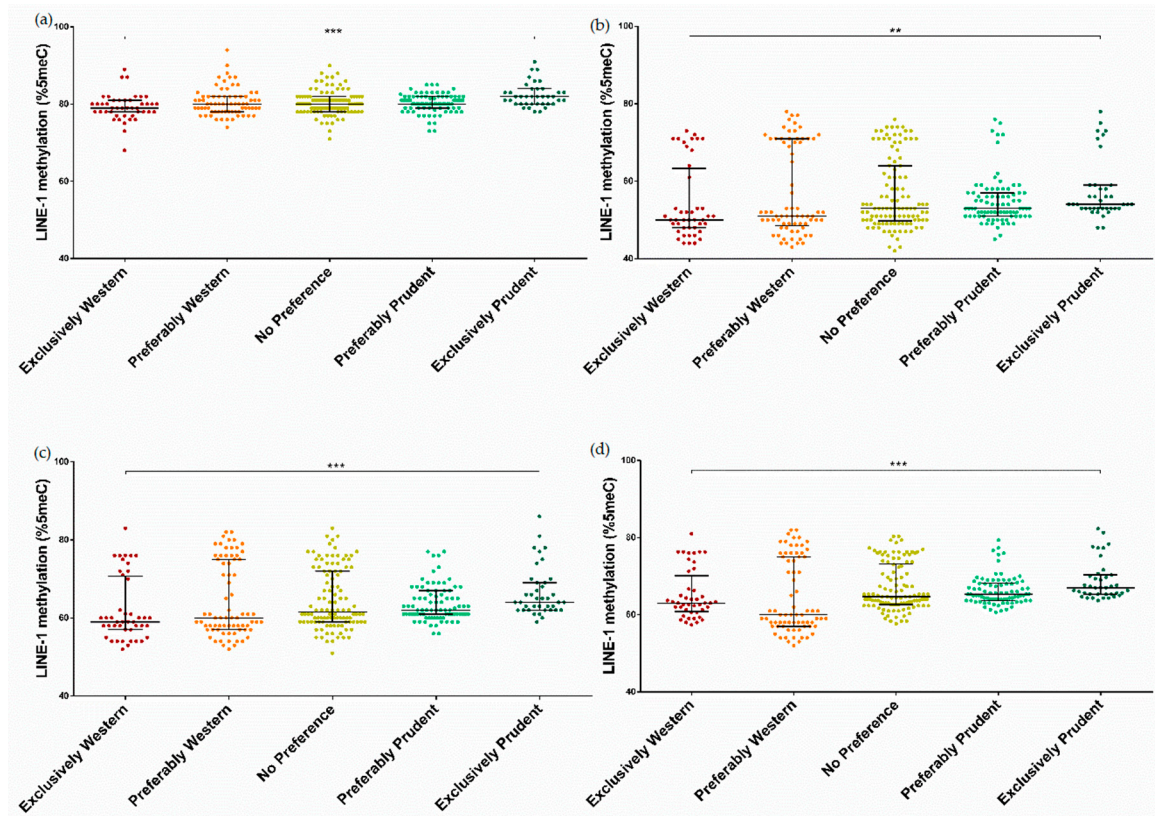 (a)
LINE-1 methylation (%5meC)
100
80
60
40
***
Exclusively Western
Preferably Western
No Preference
Preferably Prudent
Exclusively Prudent
(b)
LINE-1 methylation (%5meC)
100
80
60
40
**
Exclusively Western
Preferably Western
No Preference
Preferably Prudent
Exclusively Prudent
(c)
LINE-1 methylation (%5meC)
100
80
60
40
***
Exclusively Western
Preferably Western
No Preference
Preferably Prudent
Exclusively Prudent
(d)
LINE-1 methylation (%5meC)
100
80
60
40
***
Exclusively Western
Preferably Western
No Preference
Preferably Prudent
Exclusively Prudent